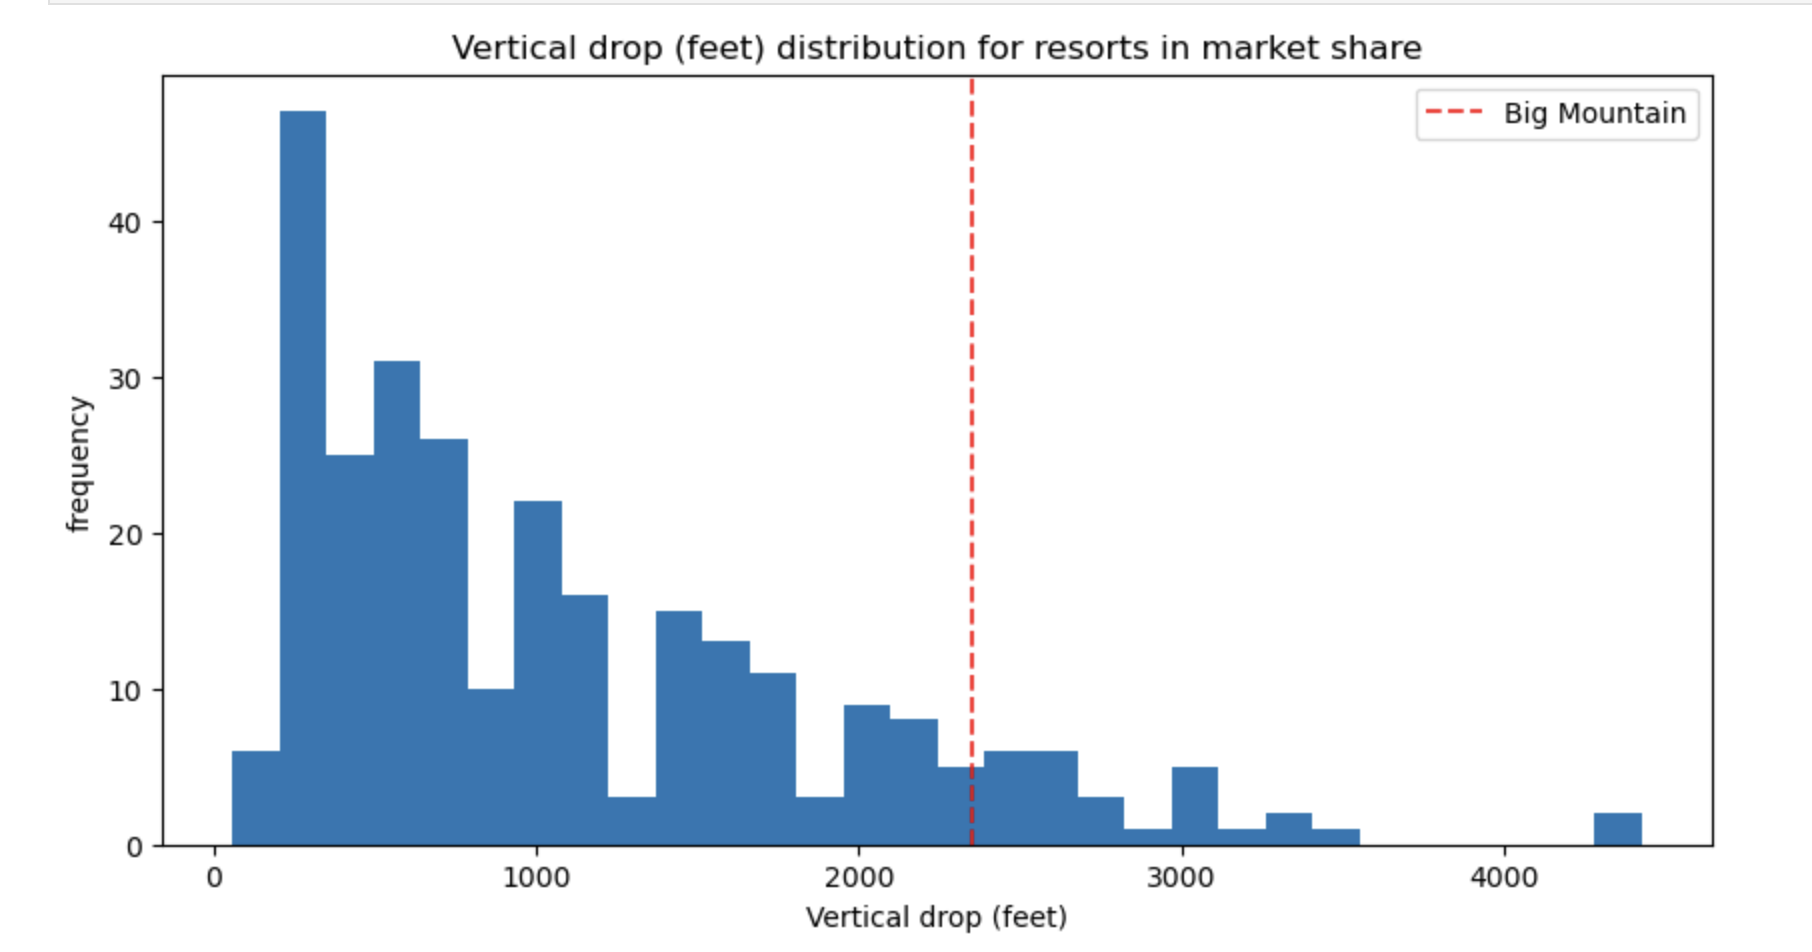 Vertical drop (feet) distribution for resorts in market share
Big Mountain
frequency
40
30
20
10
0
0 1000 2000 3000 4000
Vertical drop (feet)